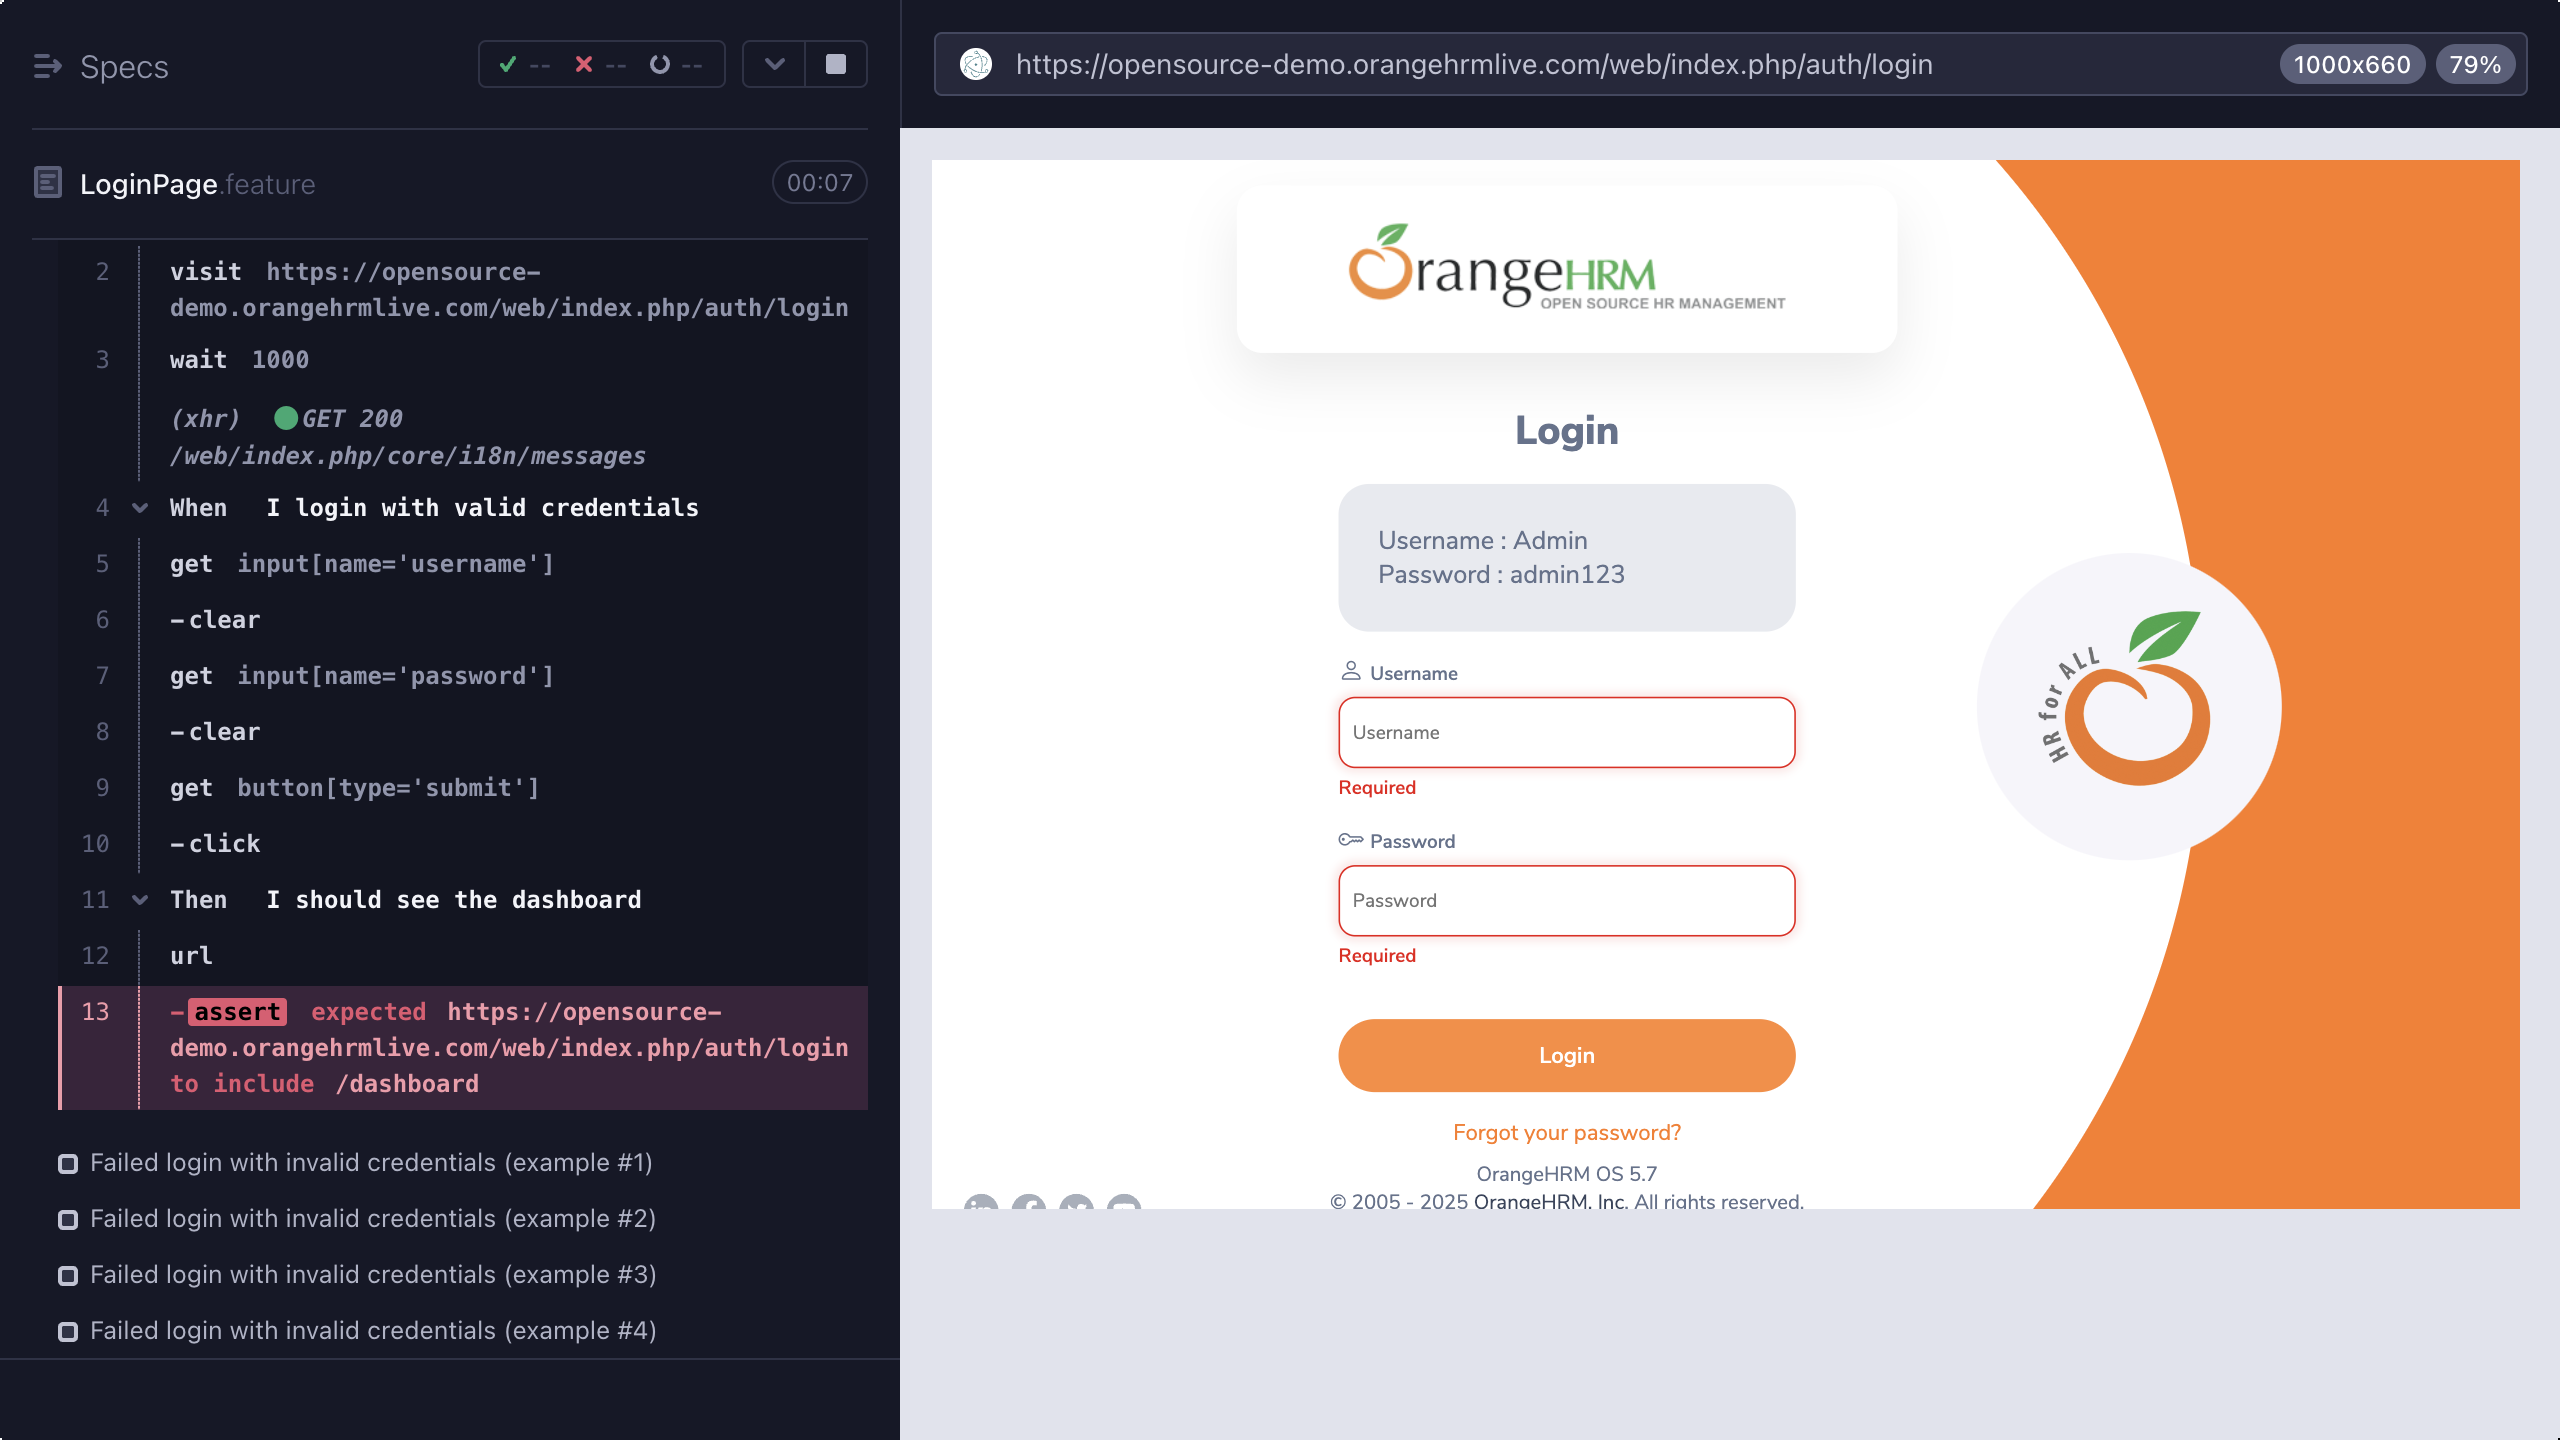 Specs
-- -- --
LoginPage.feature
00:07
2 visit https://opensource-
demo.orangehrmlive.com/web/index.php/auth/login
3 wait 1000
(xhr) GET 200
/web/index.php/core/i18n/messages
4 When I login with valid credentials
5 get input[name='username']
6 -clear
7 get input[name='password']
8 -clear
9 get button[type='submit']
10 -click
11 Then I should see the dashboard
12 url
13 -assert expected https://opensource-
demo.orangehrmlive.com/web/index.php/auth/login
to include /dashboard
Failed login with invalid credentials (example #1)
Failed login with invalid credentials (example #2)
Failed login with invalid credentials (example #3)
Failed login with invalid credentials (example #4)
https://opensource-demo.orangehrmlive.com/web/index.php/auth/login
1000x660
79%
OrangeHRM
OPEN SOURCE HR MANAGEMENT
Login
Username : Admin
Password : admin123
Username
Username
Required
Password
Password
Required
Login
Forgot your password?
OrangeHRM OS 5.7
© 2005 - 2025 OrangeHRM, Inc. All rights reserved.
HR for ALL